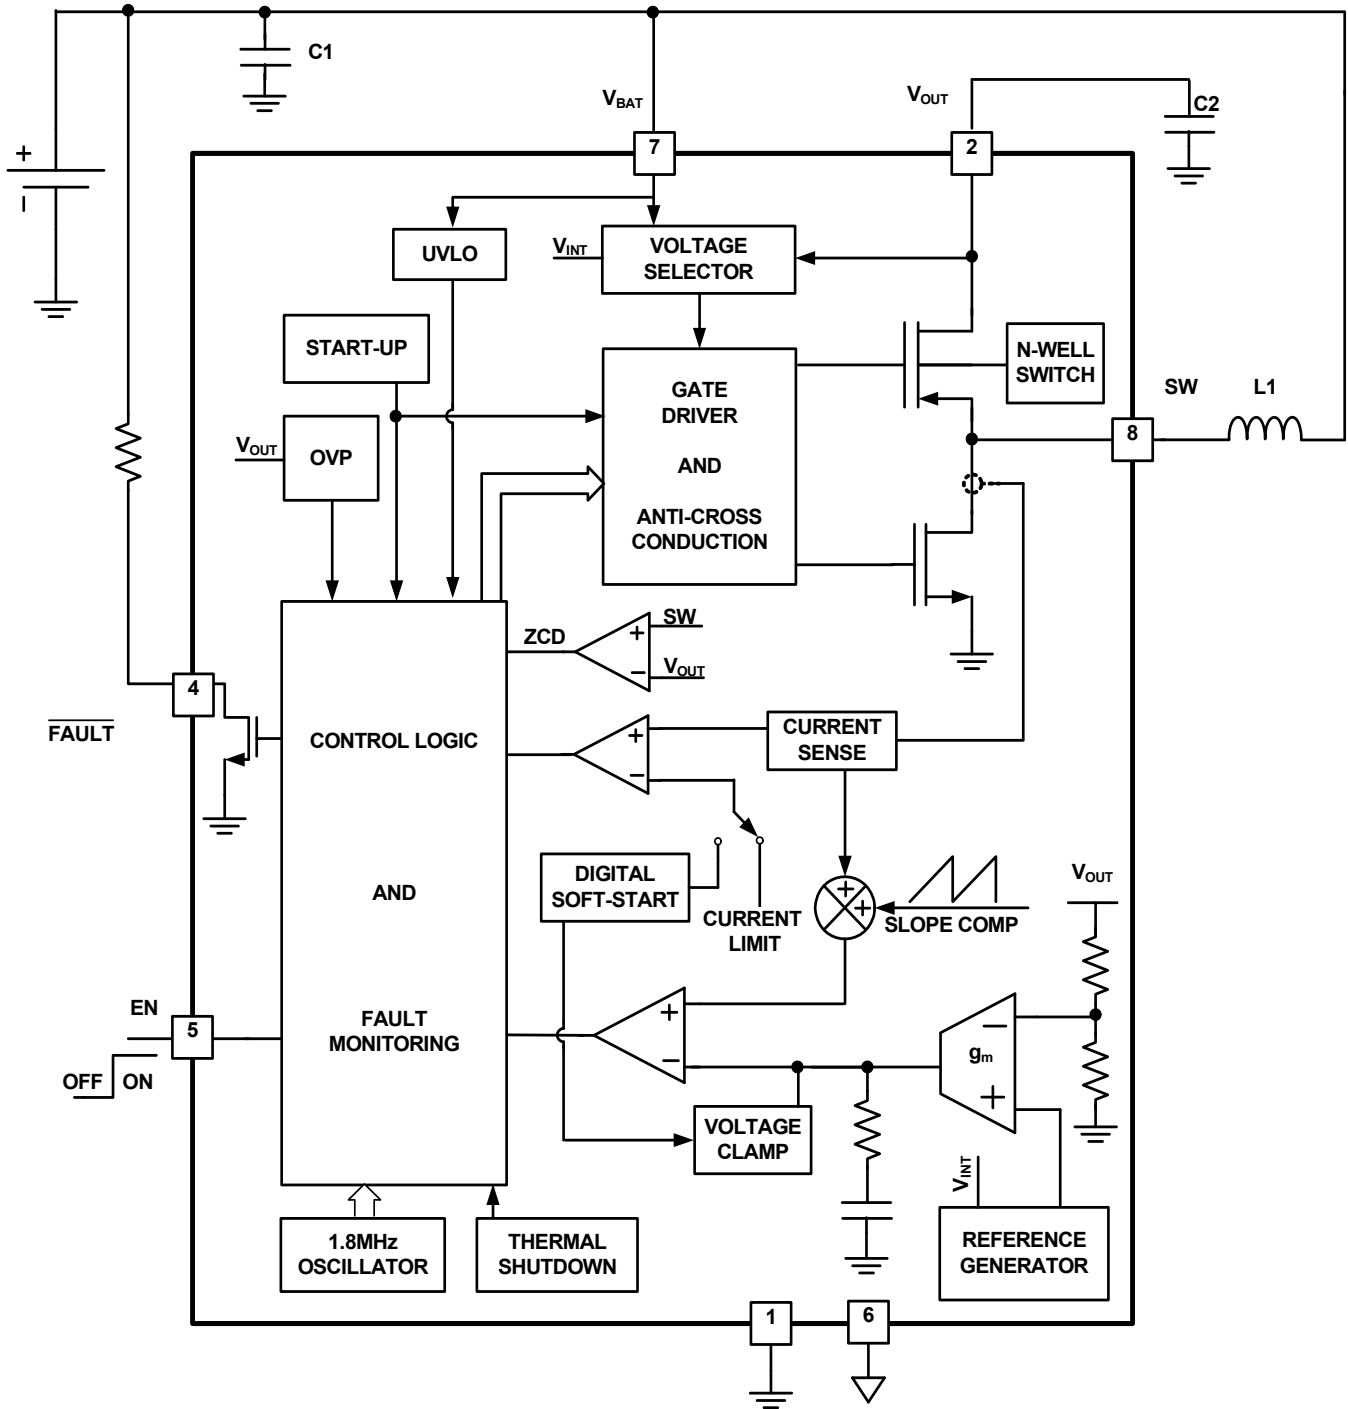 C1
VBAT
VOUT
C2
+
−
7
2
UVLO
VINT
VOLTAGE
SELECTOR
START-UP
N-WELL
SWITCH
GATE
DRIVER
AND
ANTI-CROSS
CONDUCTION
SW
L1
8
VOUT
OVP
ZCD
+
−
SW
VOUT
4
FAULT
CONTROL LOGIC
AND
FAULT
MONITORING
+
−
CURRENT
SENSE
DIGITAL
SOFT-START
CURRENT
LIMIT
+
+
SLOPE COMP
VOUT
EN
5
OFF
ON
+
−
gm
−
+
VOLTAGE
CLAMP
VINT
1.8MHz
OSCILLATOR
THERMAL
SHUTDOWN
REFERENCE
GENERATOR
1
6